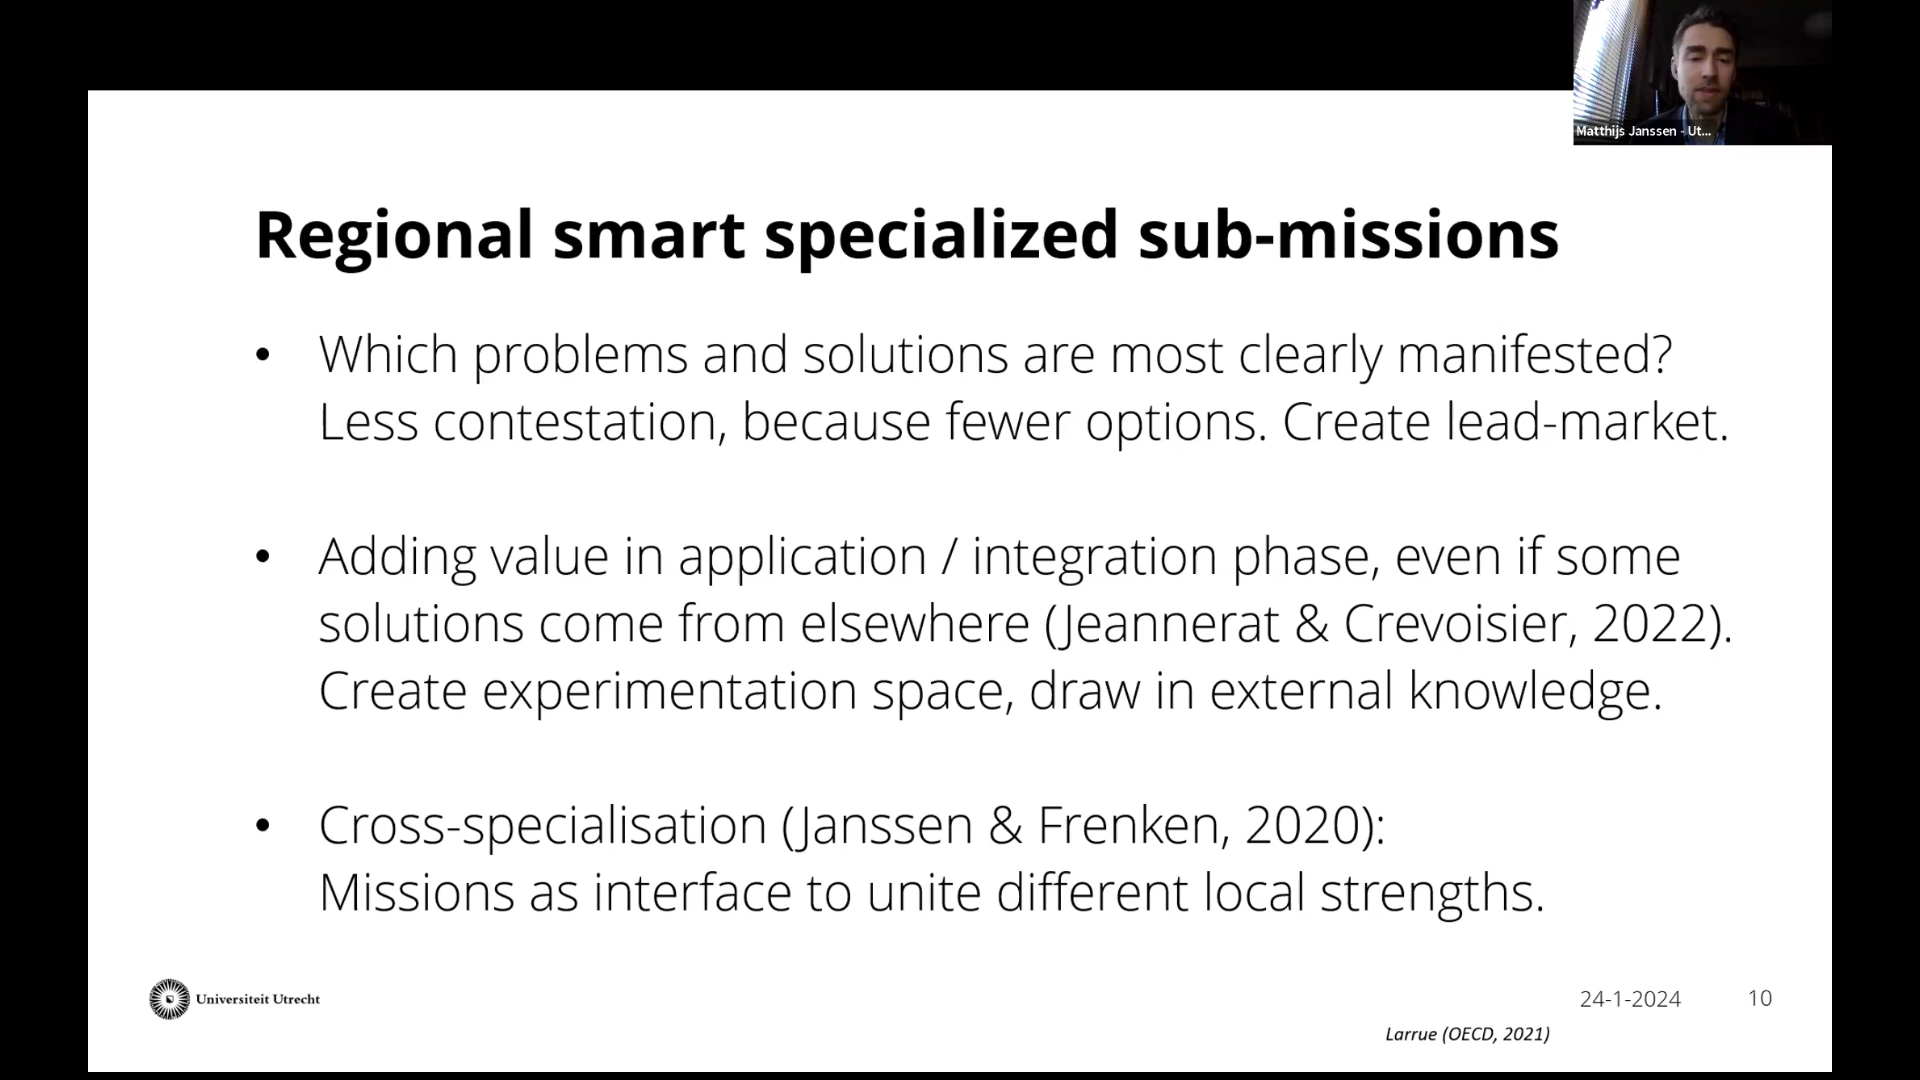 Matthijs Janssen - Ut...
Regional smart specialized sub-missions
• Which problems and solutions are most clearly manifested?
Less contestation, because fewer options. Create lead-market.
• Adding value in application / integration phase, even if some
solutions come from elsewhere (Jeannerat & Crevoisier, 2022).
Create experimentation space, draw in external knowledge.
• Cross-specialisation (Janssen & Frenken, 2020):
Missions as interface to unite different local strengths.
Universiteit Utrecht
24-1-2024 10
Larrue (OECD, 2021)